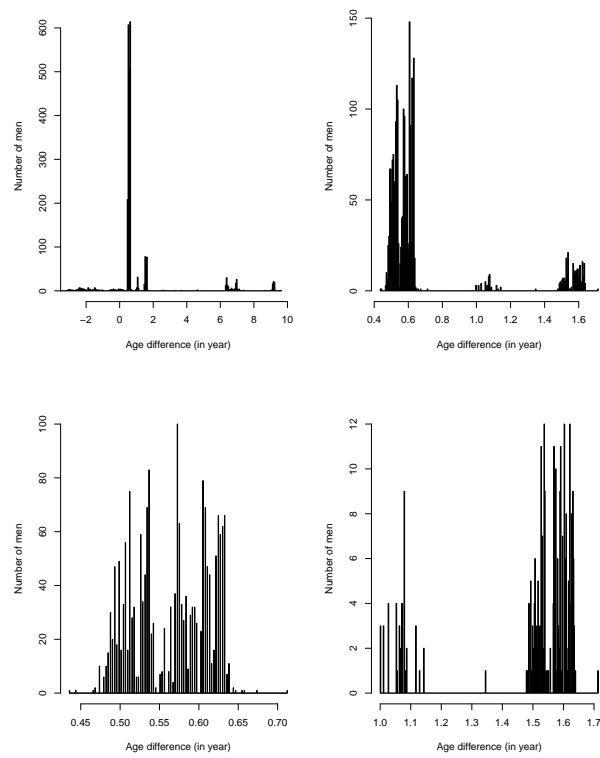 Number of men
0 100 200 300 400 500 600
−2 0 2 4 6 8 10
Age difference (in year)
Number of men
0 50 100 150
0.4 0.6 0.8 1.0 1.2 1.4 1.6
Age difference (in year)
Number of men
0 20 40 60 80 100
0.45 0.50 0.55 0.60 0.65 0.70
Age difference (in year)
Number of men
0 2 4 6 8 10 12
1.0 1.1 1.2 1.3 1.4 1.5 1.6 1.7
Age difference (in year)